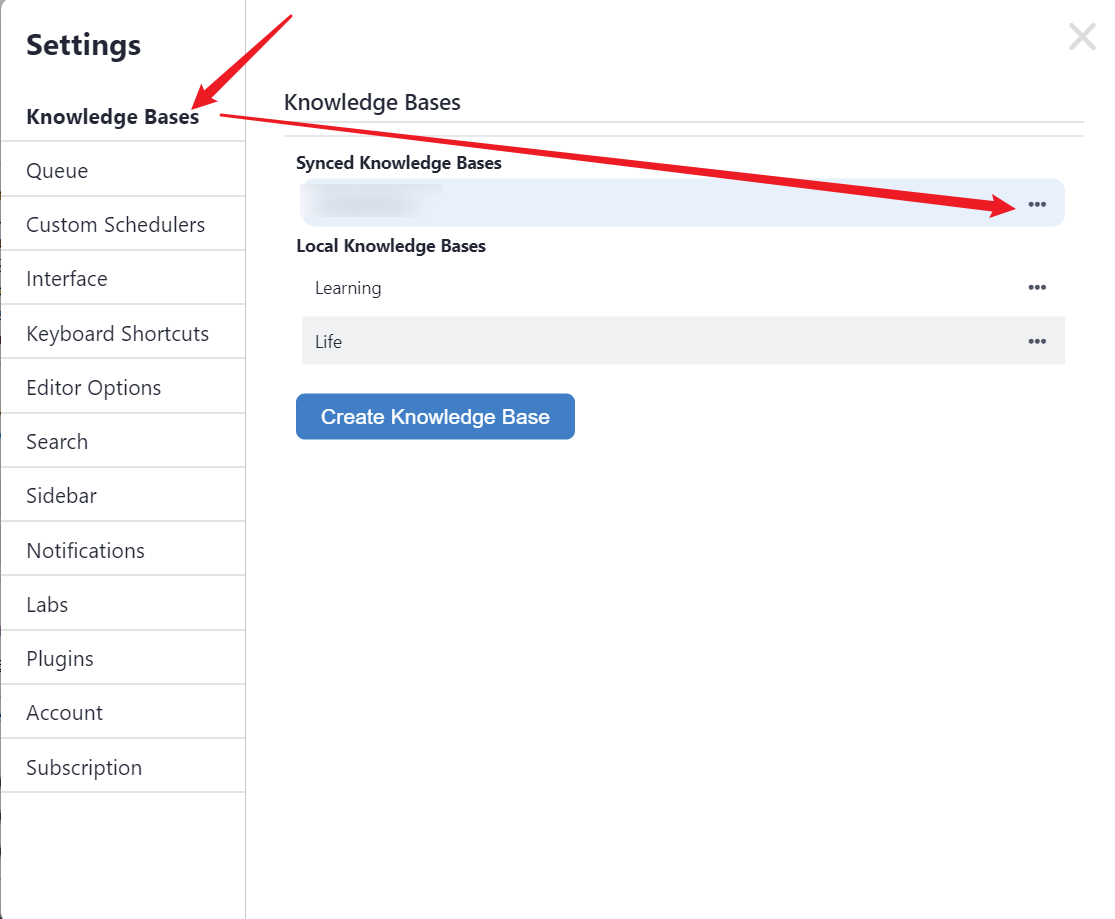 Settings
Knowledge Bases
Queue
Custom Schedulers
Interface
Keyboard Shortcuts
Editor Options
Search
Sidebar
Notifications
Labs
Plugins
Account
Subscription
Knowledge Bases
Synced Knowledge Bases
Local Knowledge Bases
Learning
Life
Create Knowledge Base